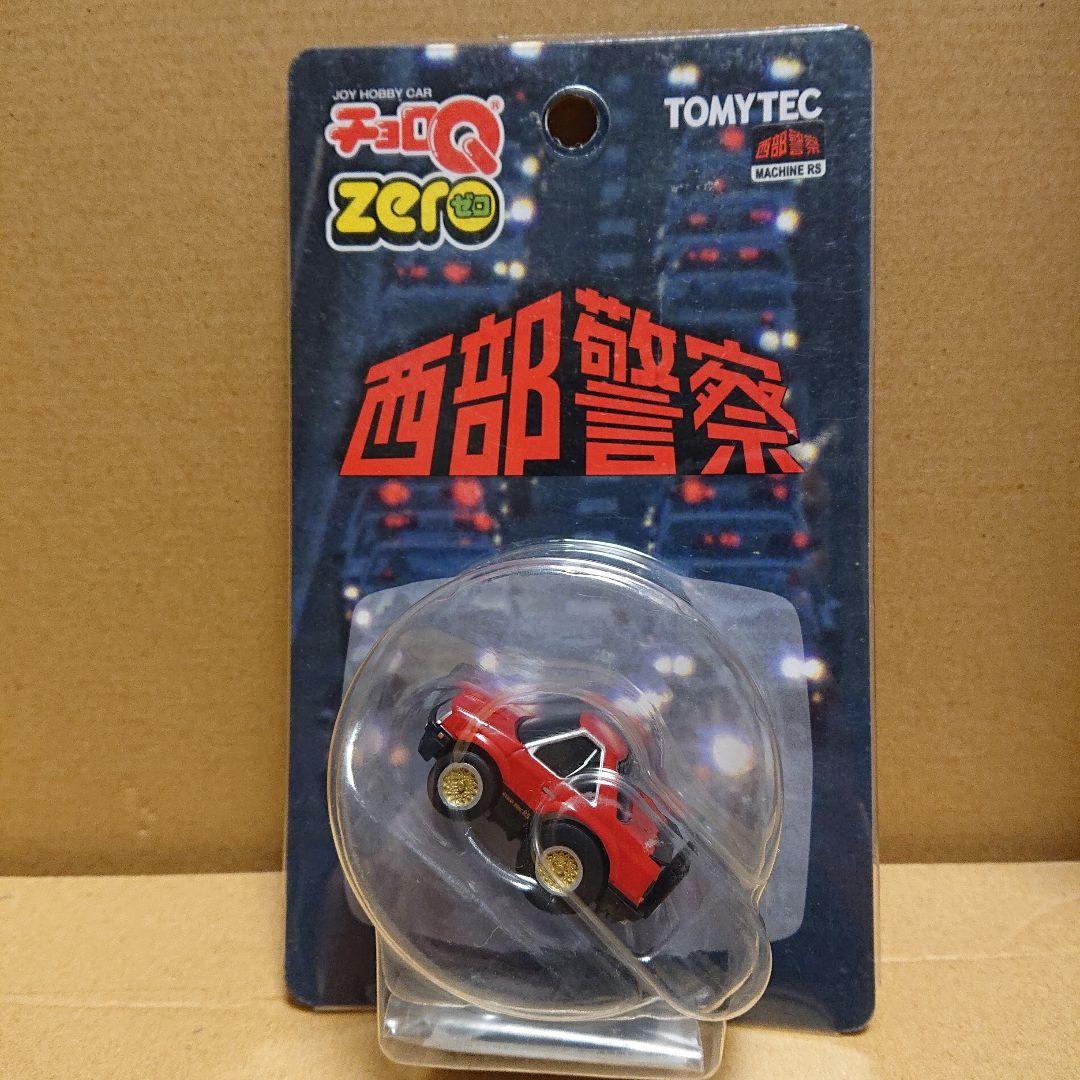 JOY HOBBY CAR
チョロQ®
zero ゼロ
TOMYTEC
西部警察
MACHINE RS
西部警察